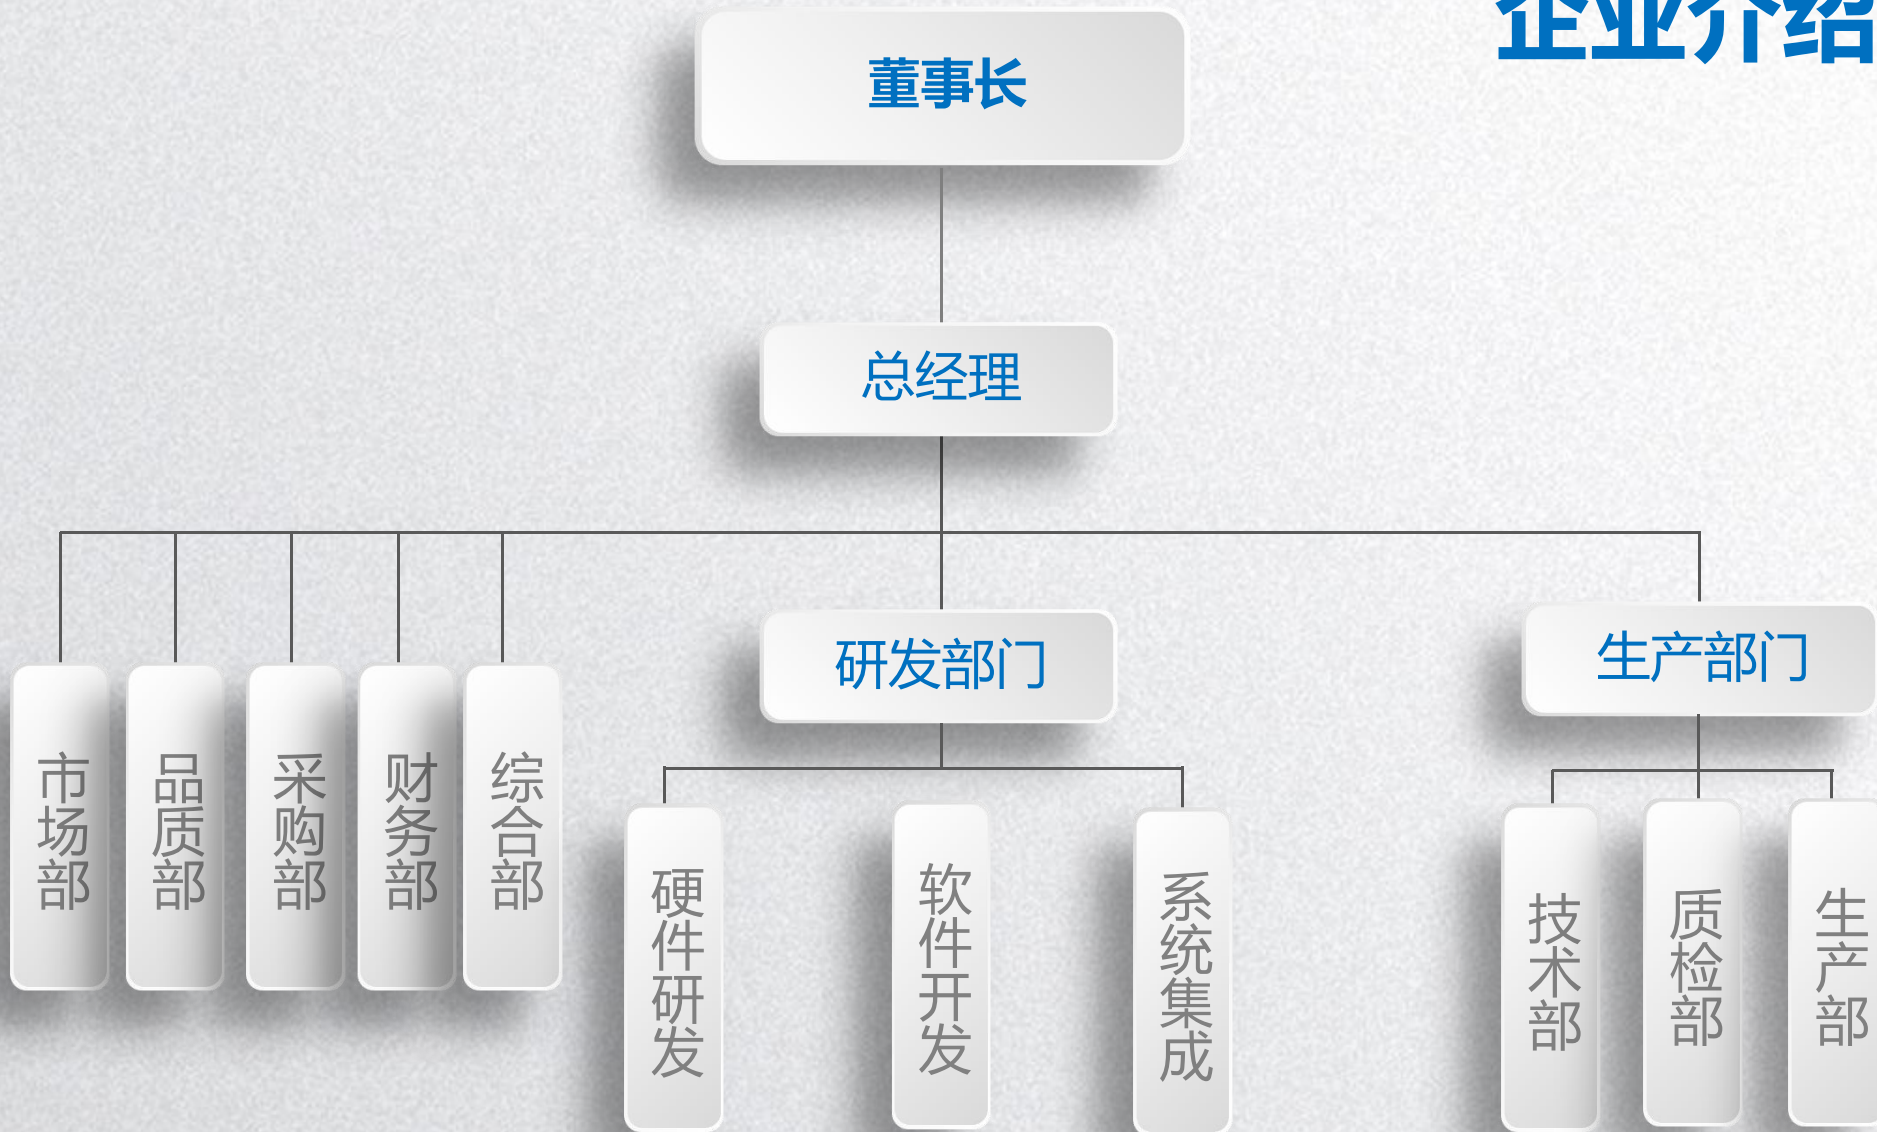 企业介绍
董事长
总经理
研发部门
生产部门
市场部
品质部
采购部
财务部
综合部
硬件研发
软件开发
系统集成
技术部
质检部
生产部